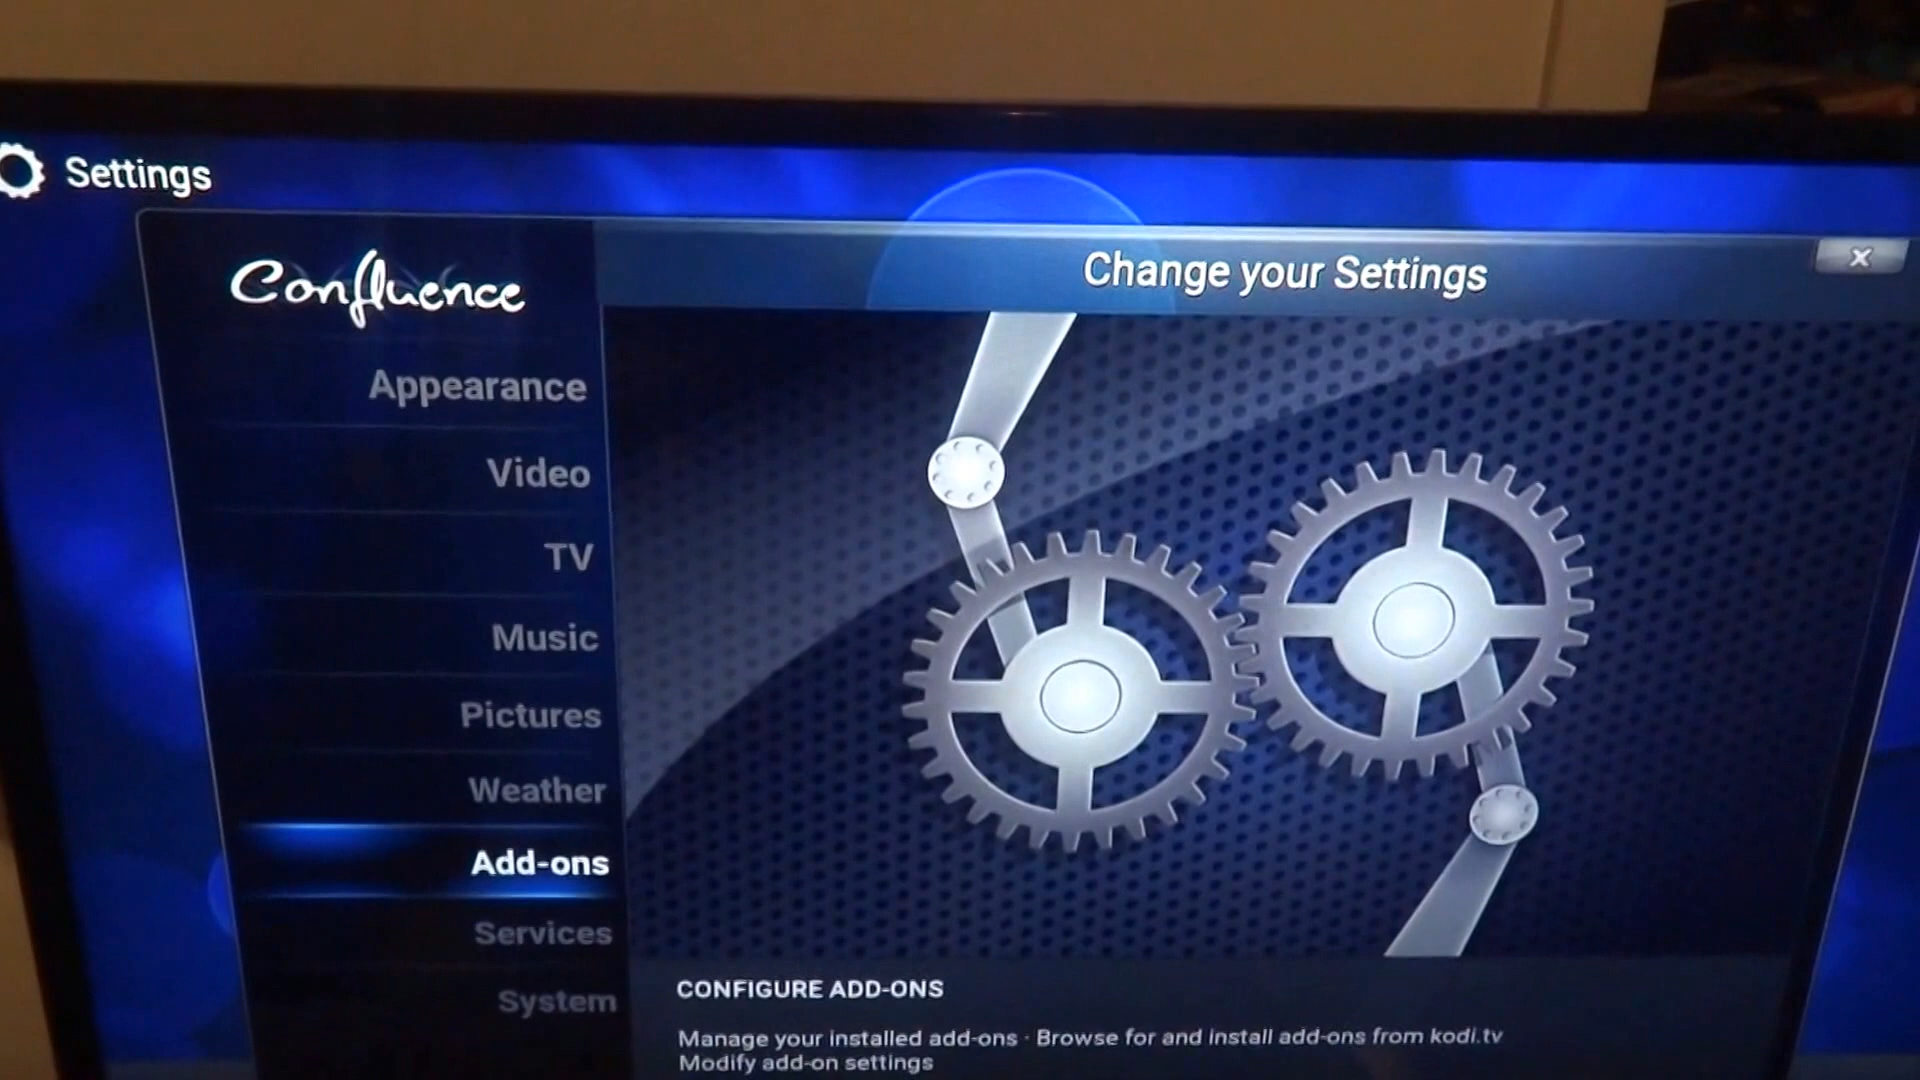 Settings
Confluence
Change your Settings
Appearance
Video
TV
Music
Pictures
Weather
Add-ons
Services
System
CONFIGURE ADD-ONS
Manage your installed add-ons · Browse for and install add-ons from kodi.tv
Modify add-on settings